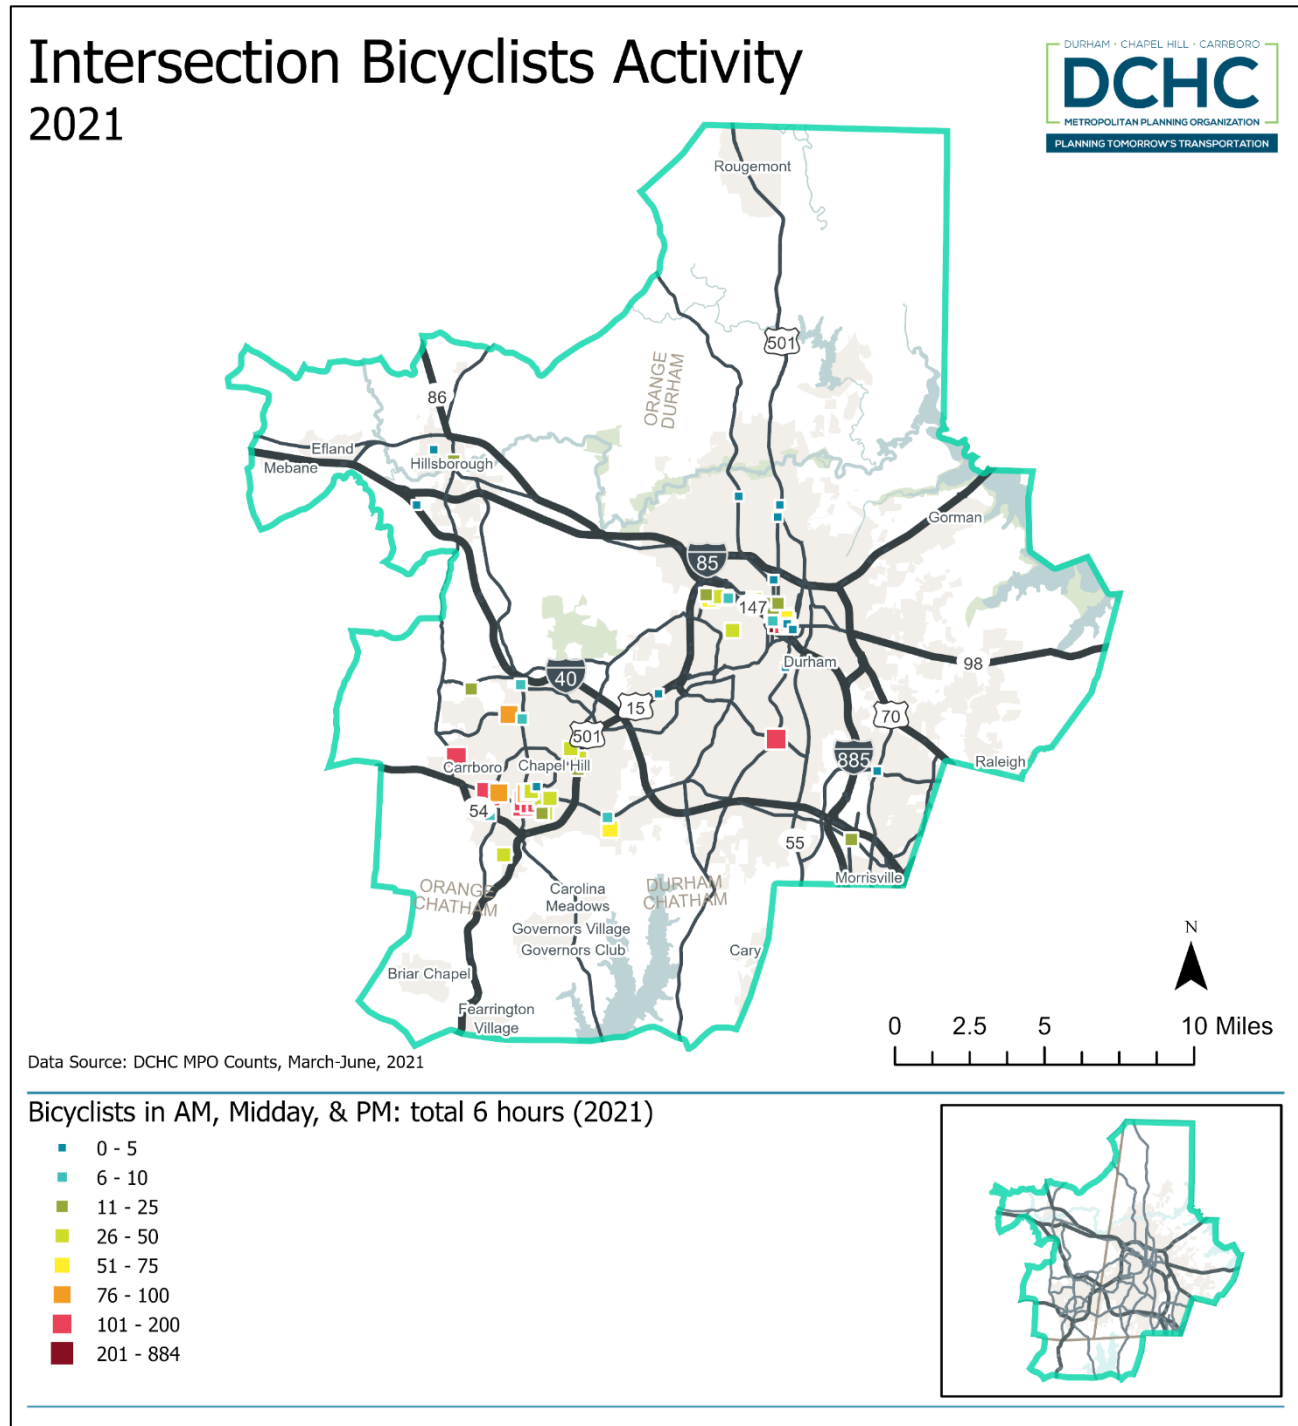 Intersection Bicyclists Activity
2021
DURHAM · CHAPEL HILL · CARRBORO
DCHC
METROPOLITAN PLANNING ORGANIZATION
PLANNING TOMORROW'S TRANSPORTATION
Rougemont
501
ORANGE
DURHAM
86
Efland
Mebane
Hillsborough
Gorman
85
147
Durham
98
40
15
501
70
885
Raleigh
Carrboro
Chapel Hill
54
55
Morrisville
ORANGE
CHATHAM
DURHAM
CHATHAM
Carolina
Meadows
Governors Village
Governors Club
Cary
Briar Chapel
Fearrington
Village
N
0 2.5 5 10 Miles
Data Source: DCHC MPO Counts, March-June, 2021
Bicyclists in AM, Midday, & PM: total 6 hours (2021)
0 - 5
6 - 10
11 - 25
26 - 50
51 - 75
76 - 100
101 - 200
201 - 884